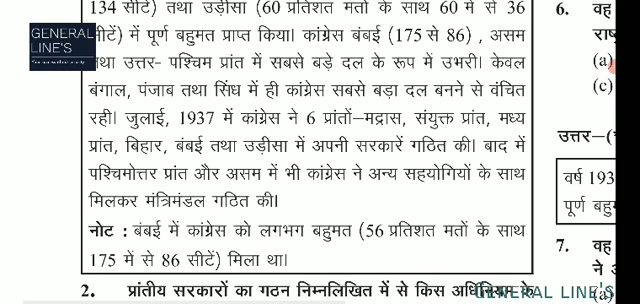 134 सीटें) तथा उड़ीसा (60 प्रतिशत मतों के साथ 60 में से 36
सीटें) में पूर्ण बहुमत प्राप्त किया। कांग्रेस बंबई (175 से 86) , असम
तथा उत्तर- पश्चिम प्रांत में सबसे बड़े दल के रूप में उभरी। केवल
बंगाल, पंजाब तथा सिंध में ही कांग्रेस सबसे बड़ा दल बनने से वंचित
रही। जुलाई, 1937 में कांग्रेस ने 6 प्रांतों–मद्रास, संयुक्त प्रांत, मध्य
प्रांत, बिहार, बंबई तथा उड़ीसा में अपनी सरकारें गठित की। बाद में
पश्चिमोत्तर प्रांत और असम में भी कांग्रेस ने अन्य सहयोगियों के साथ
मिलकर मंत्रिमंडल गठित की।
नोट : बंबई में कांग्रेस को लगभग बहुमत (56 प्रतिशत मतों के साथ
175 में से 86 सीटें) मिला था।
2. प्रांतीय सरकारों का गठन निम्नलिखित में से किस अधिनियम के
6. वह
राष्
(a)
(c)
उत्तर–(
वर्ष 193
पूर्ण बहु
7. वह
ने
(a)
GENERAL
LINE'S
GENERAL LINE'S